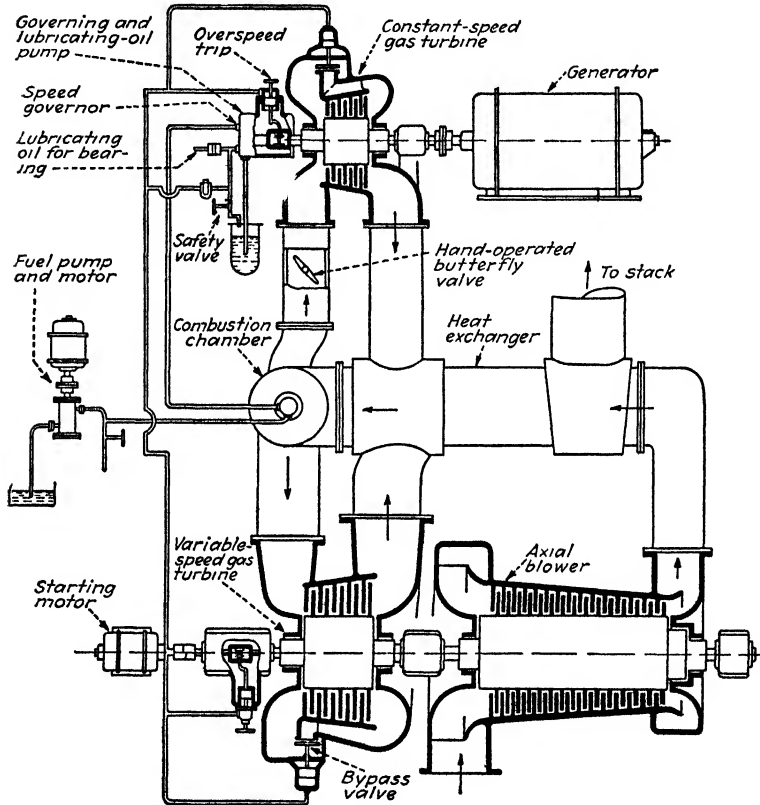 Governing and
lubricating-oil
pump
Overspeed
trip
Constant-speed
gas turbine
Generator
Speed
governor
Lubricating
oil for bear-
ing
Safety
valve
Fuel pump
and motor
Hand-operated
butterfly
valve
To stack
Combustion
chamber
Heat
exchanger
Variable-
speed gas
turbine
Axial
blower
Starting
motor
Bypass
valve